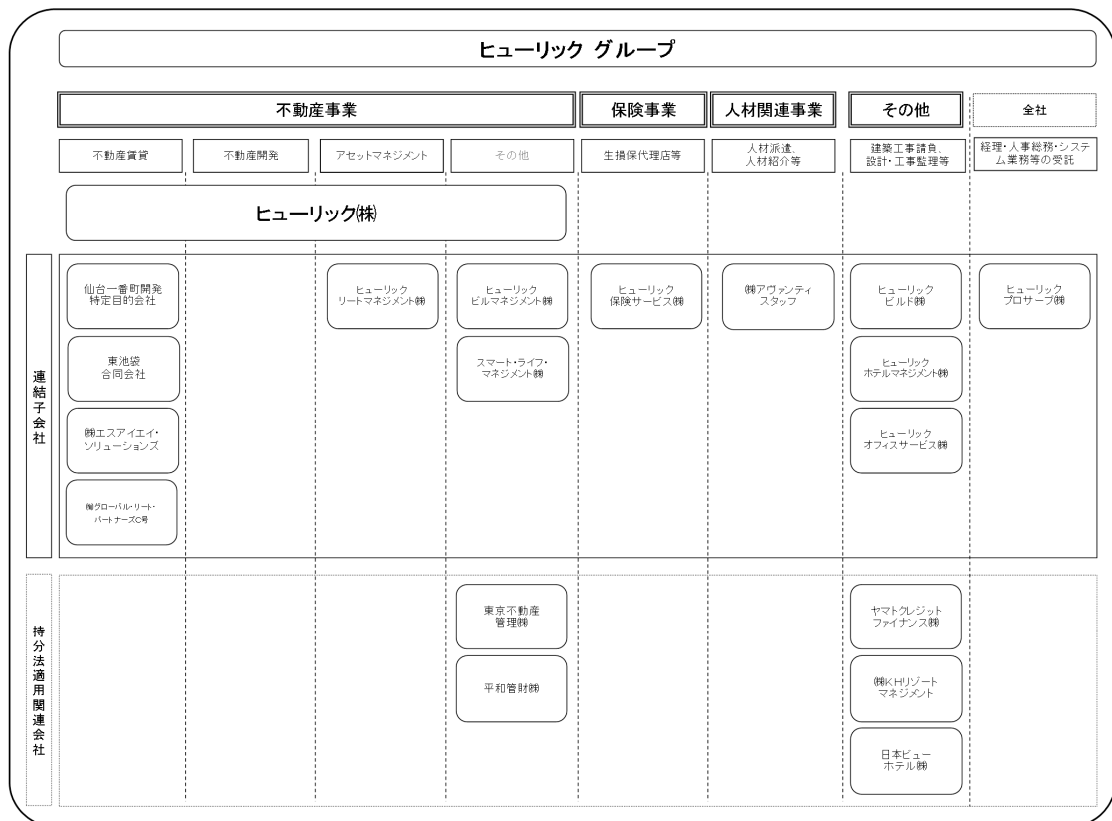 ヒューリック グループ
不動産事業
保険事業
人材関連事業
その他
全社
不動産賃貸
不動産開発
アセットマネジメント
その他
生損保代理店等
人材派遣、
人材紹介等
建築工事請負、
設計・工事監理等
経理・人事総務・システ
ム業務等の受託
ヒューリック㈱
連結子会社
仙台一番町開発
特定目的会社
ヒューリック
リートマネジメント㈱
ヒューリック
ビルマネジメント㈱
ヒューリック
保険サービス㈱
㈱アヴァンティ
スタッフ
ヒューリック
ビルド㈱
ヒューリック
プロサーブ㈱
東池袋
合同会社
スマート・ライフ・
マネジメント㈱
ヒューリック
ホテルマネジメント㈱
㈱エスアイエイ・
ソリューションズ
ヒューリック
オフィスサービス㈱
㈲グローバル・リート・
パートナーズC号
持分法適用関連会社
東京不動産
管理㈱
ヤマトクレジット
ファイナンス㈱
平和管財㈱
㈱KHリゾート
マネジメント
日本ビュー
ホテル㈱